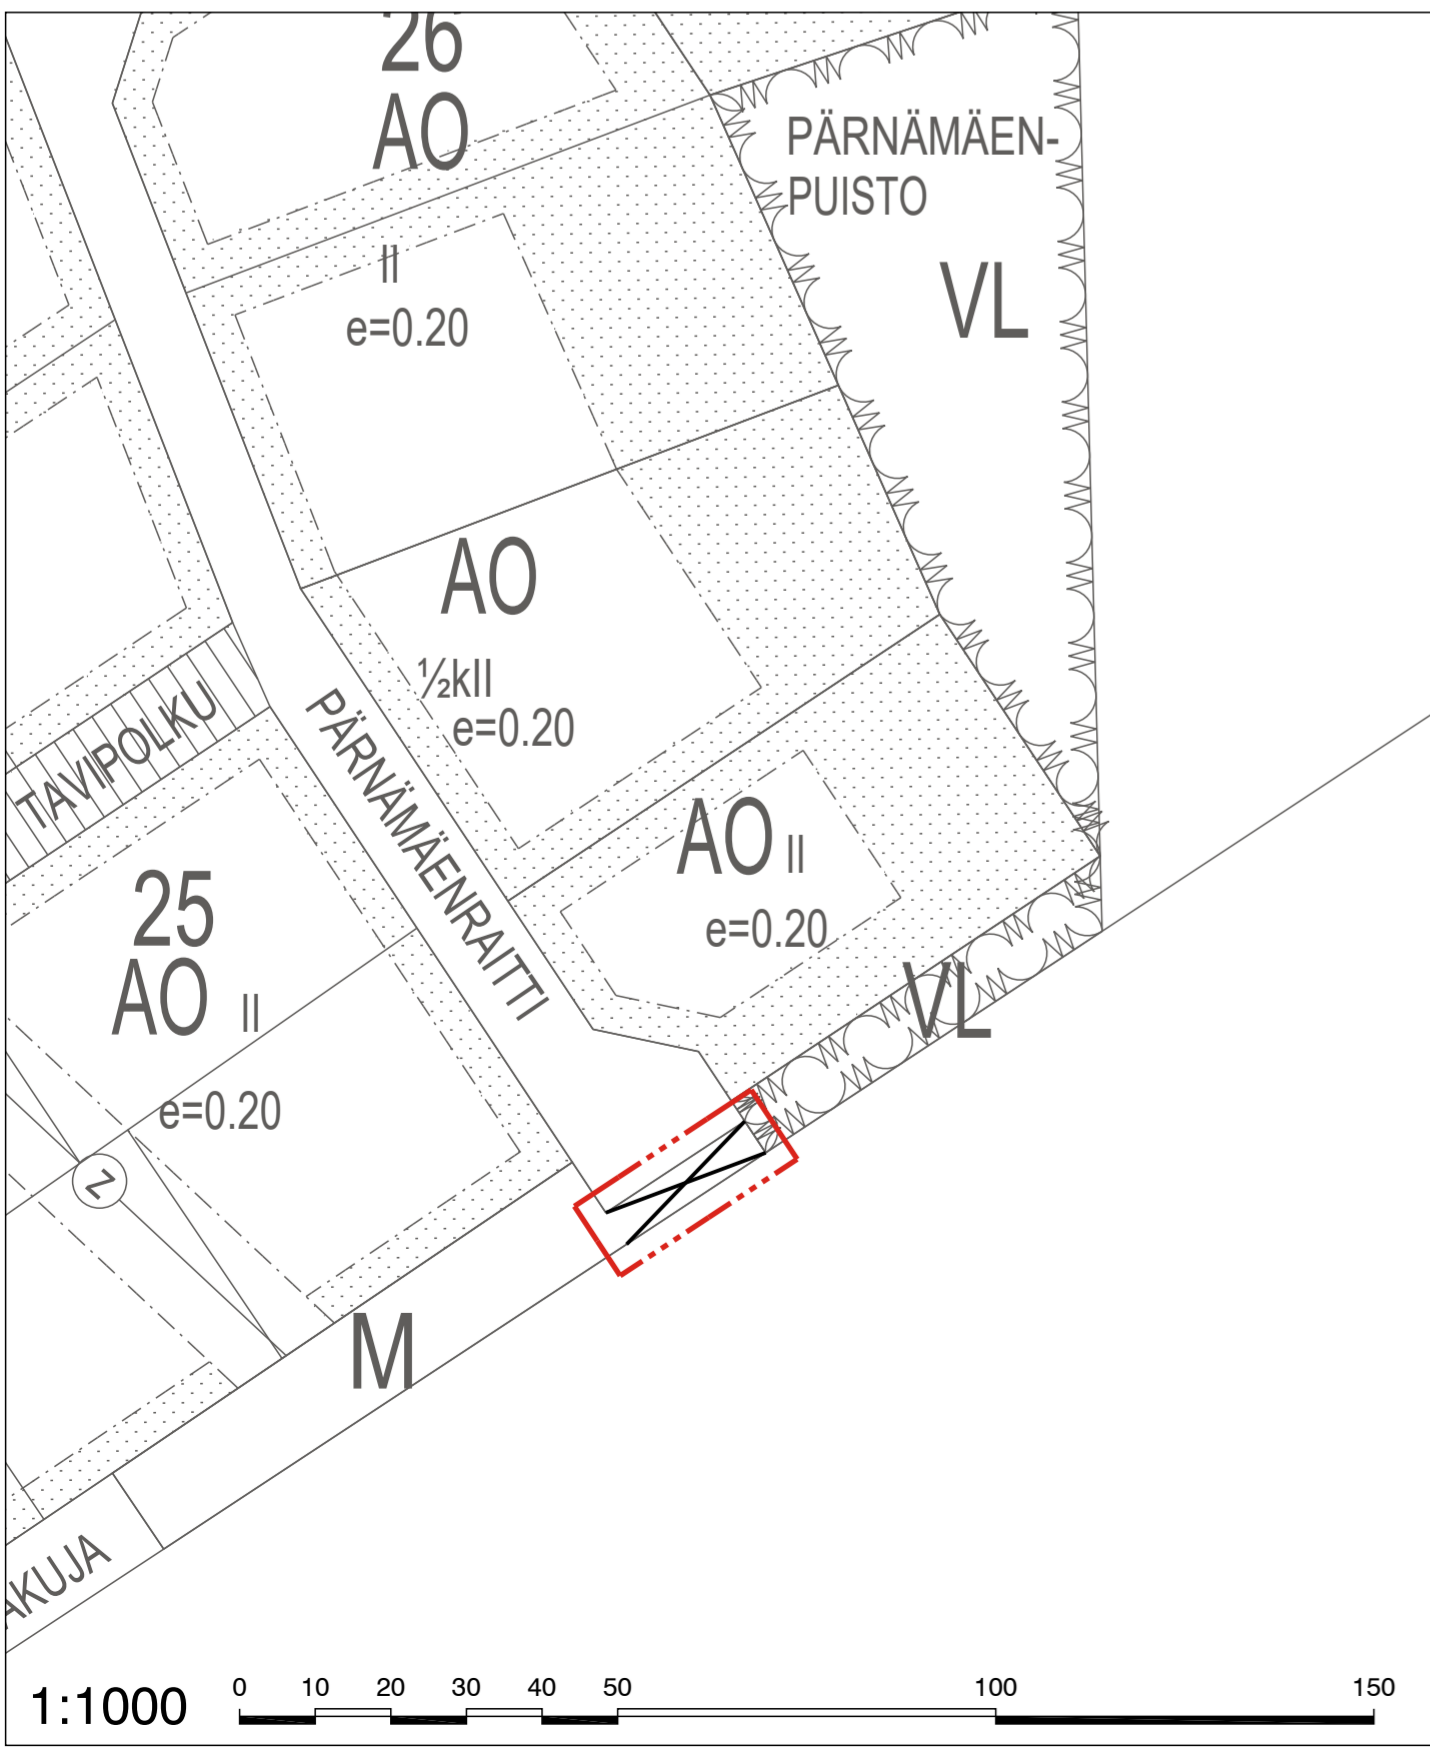 26
AO
PÄRNÄMÄEN-
PUISTO
VL
II
e=0.20
AO
½kII
e=0.20
TAVIPOLKU
PÄRNÄMÄENRAITTI
AO II
e=0.20
25
AO II
e=0.20
VL
Z
M
AKUJA
1:1000
0 10 20 30 40 50 100 150